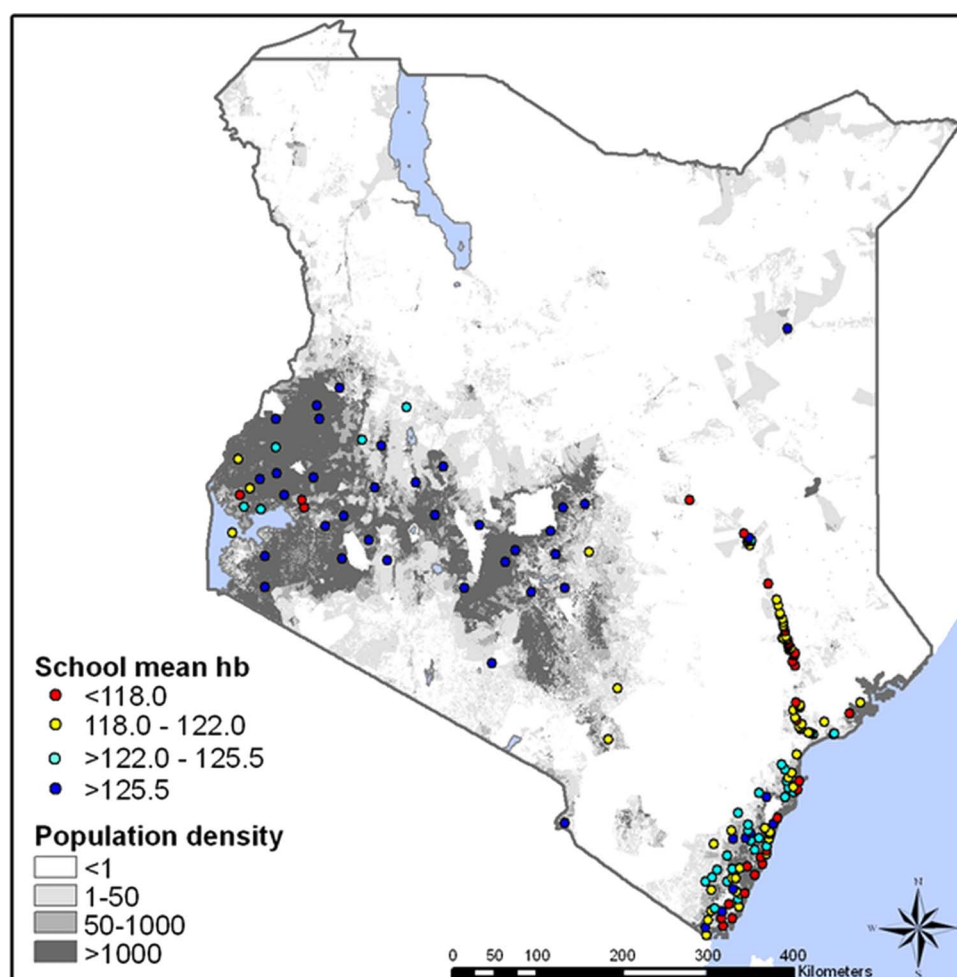 School mean hb
<118.0
118.0 - 122.0
>122.0 - 125.5
>125.5
Population density
<1
1-50
50-1000
>1000
0 50 100 200 300 400
Kilometers
N
W E
S